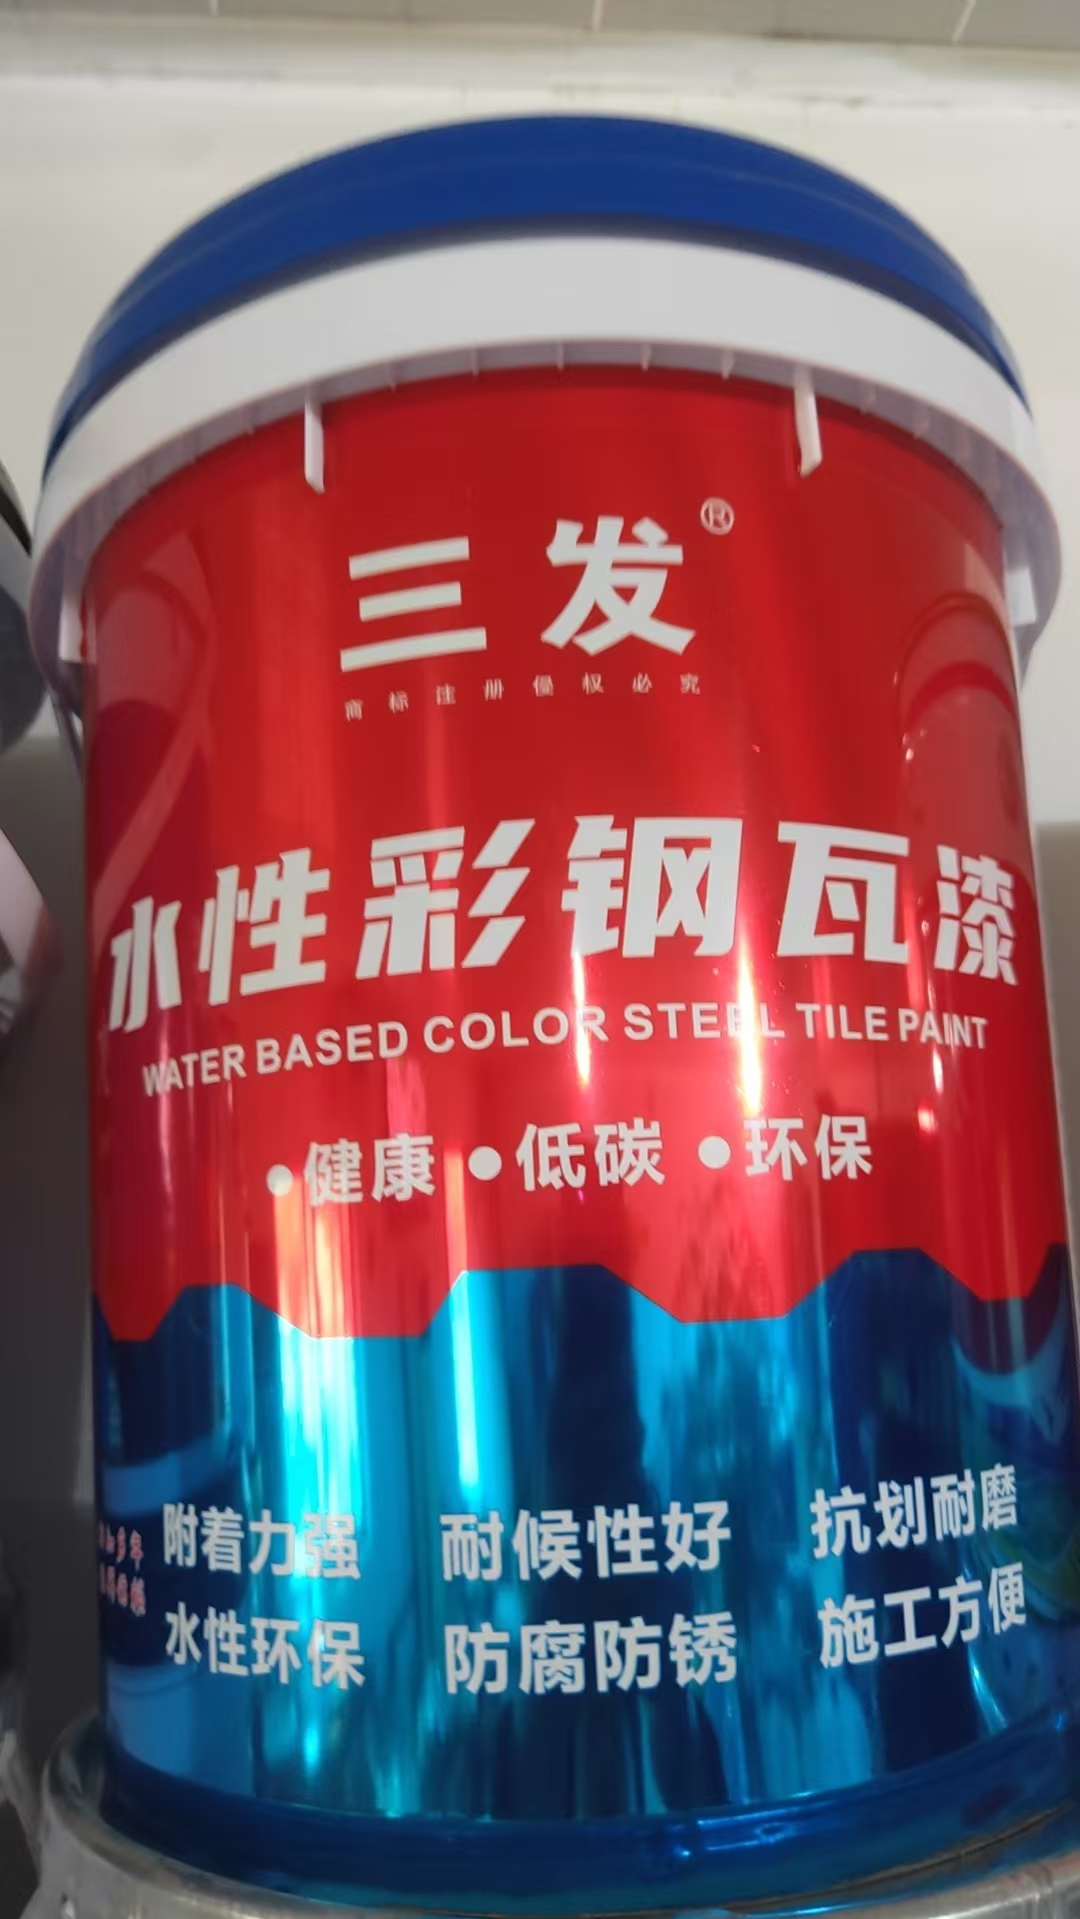 三发®
商标注册侵权必究
水性彩钢瓦漆
WATER BASED COLOR STEEL TILE PAINT
•健康 •低碳 •环保
附着力强 耐候性好 抗划耐磨
水性环保 防腐防锈 施工方便